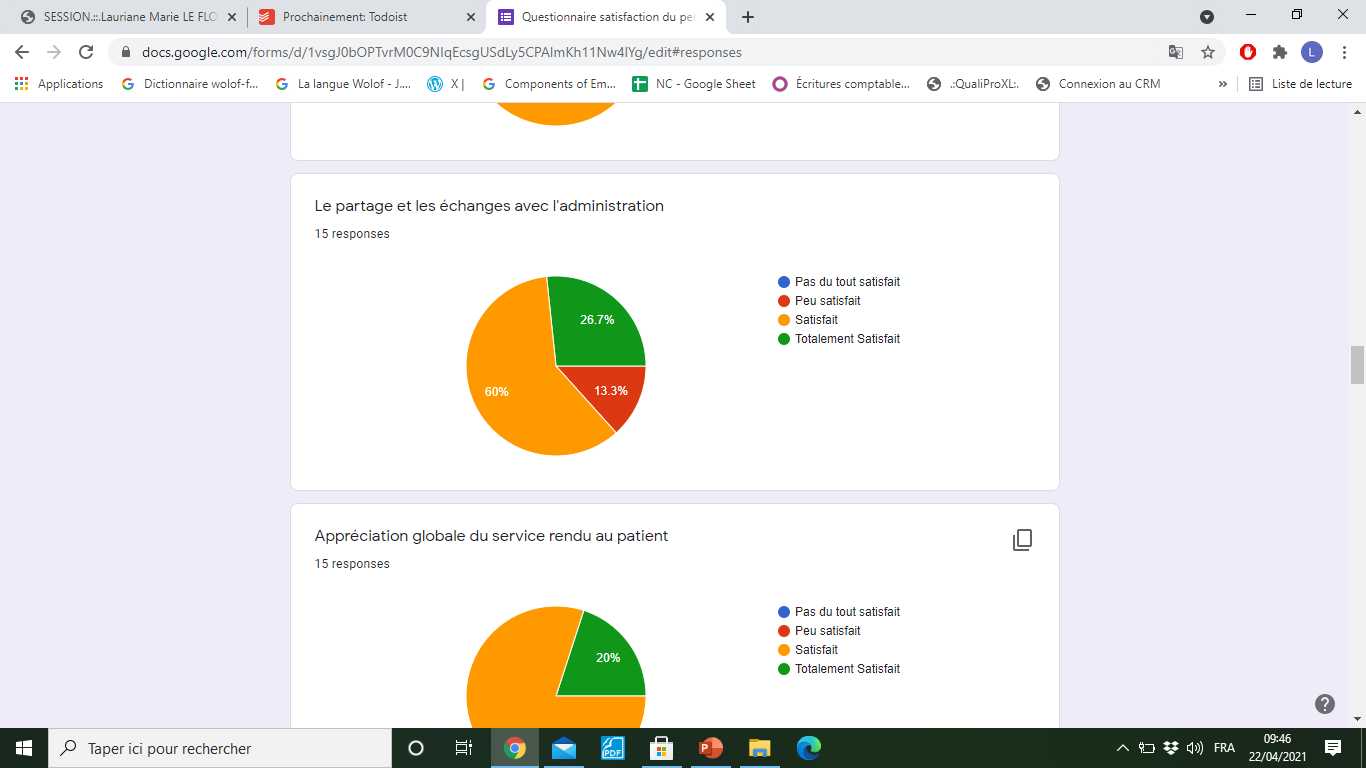 SESSION.::.Lauriane Marie LE FLO
Prochainement: Todoist
Questionnaire satisfaction du per
docs.google.com/forms/d/1vsgJ0bOPTvrM0C9NIqEcsgUSdLy5CPAlmKh11Nw4lYg/edit#responses
L
Applications
Dictionnaire wolof-f...
La langue Wolof - J....
X |
Components of Em...
NC - Google Sheet
Écritures comptable...
.:QualiProXL:.
Connexion au CRM
»
Liste de lecture
Le partage et les échanges avec l'administration
15 responses
26.7%
60%
13.3%
Pas du tout satisfait
Peu satisfait
Satisfait
Totalement Satisfait
Appréciation globale du service rendu au patient
15 responses
20%
Pas du tout satisfait
Peu satisfait
Satisfait
Totalement Satisfait
Taper ici pour rechercher
PDF
FRA
09:46
22/04/2021